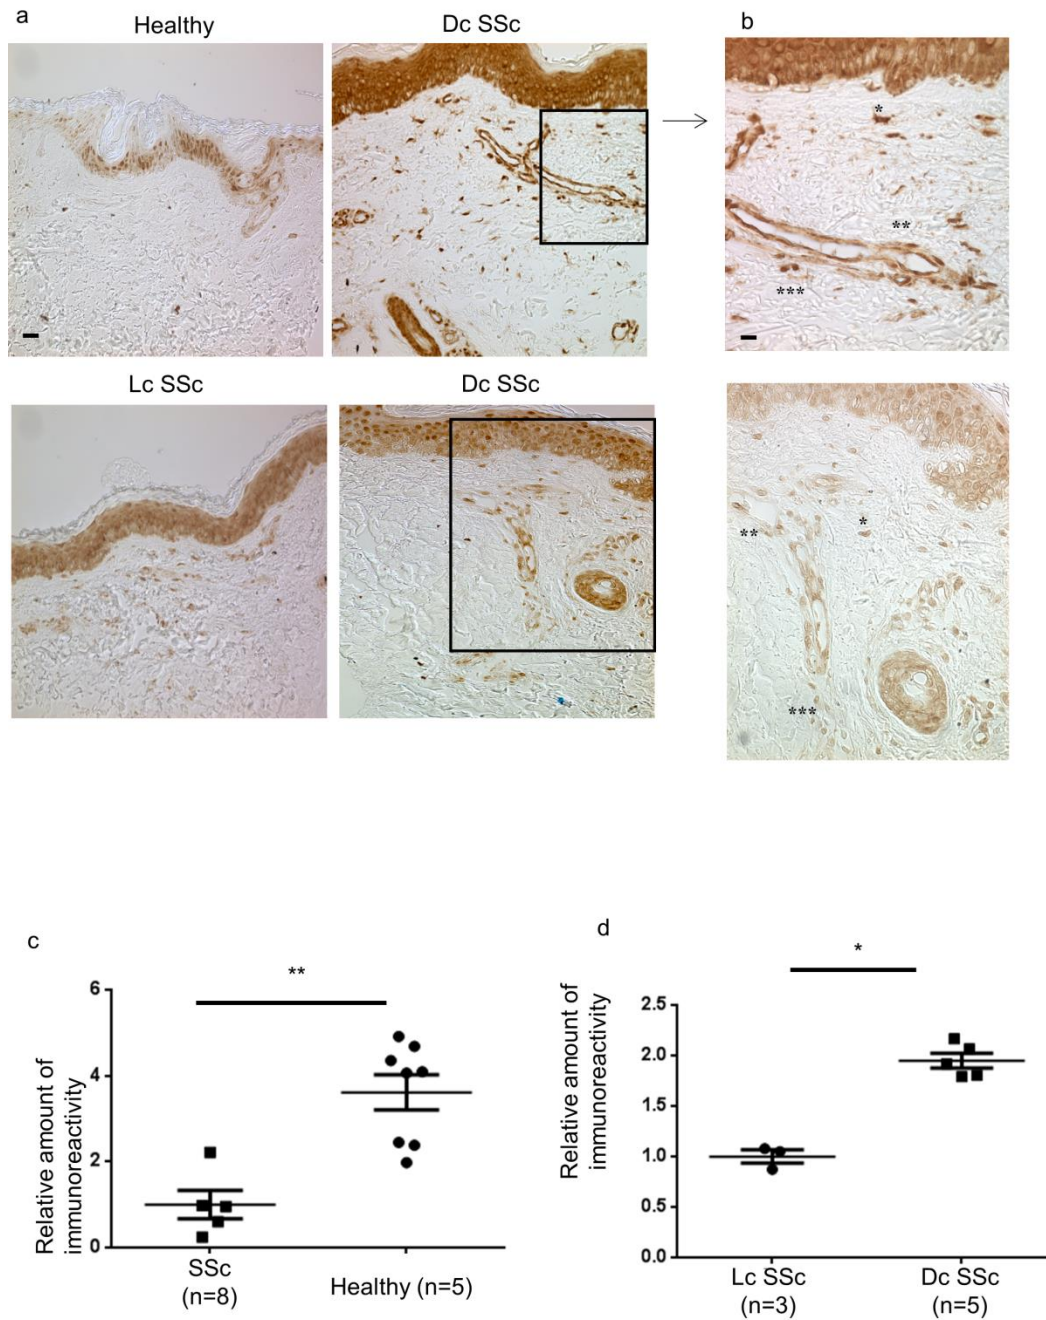 a
Healthy
Dc SSc
b
*
**
***
Lc SSc
Dc SSc
*
**
***
c
**
Relative amount of
immunoreactivity
6
4
2
0
SSc
(n=8)
Healthy (n=5)
d
*
Relative amount of
immunoreactivity
2.5
2.0
1.5
1.0
0.5
0.0
Lc SSc
(n=3)
Dc SSc
(n=5)